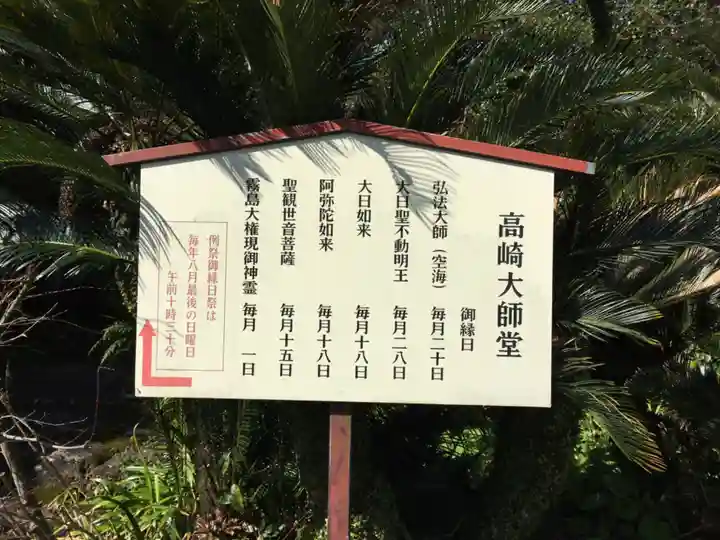 高崎大師堂
御縁日
弘法大師（空海） 毎月二十日
大日聖不動明王 毎月二八日
大日如来 毎月十八日
阿弥陀如来 毎月十八日
聖観世音菩薩 毎月十五日
霧島大権現御神霊 毎月 一日
例祭御縁日祭は
毎年八月最後の日曜日
午前十時三十分